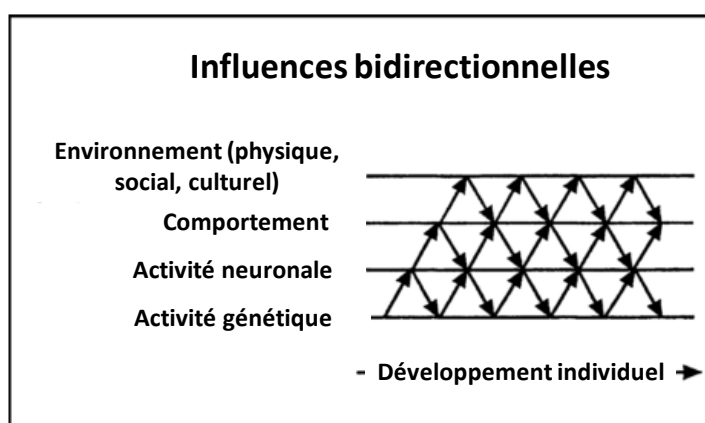 Influences bidirectionnelles
Environnement (physique,
social, culturel)
Comportement
Activité neuronale
Activité génétique
Développement individuel